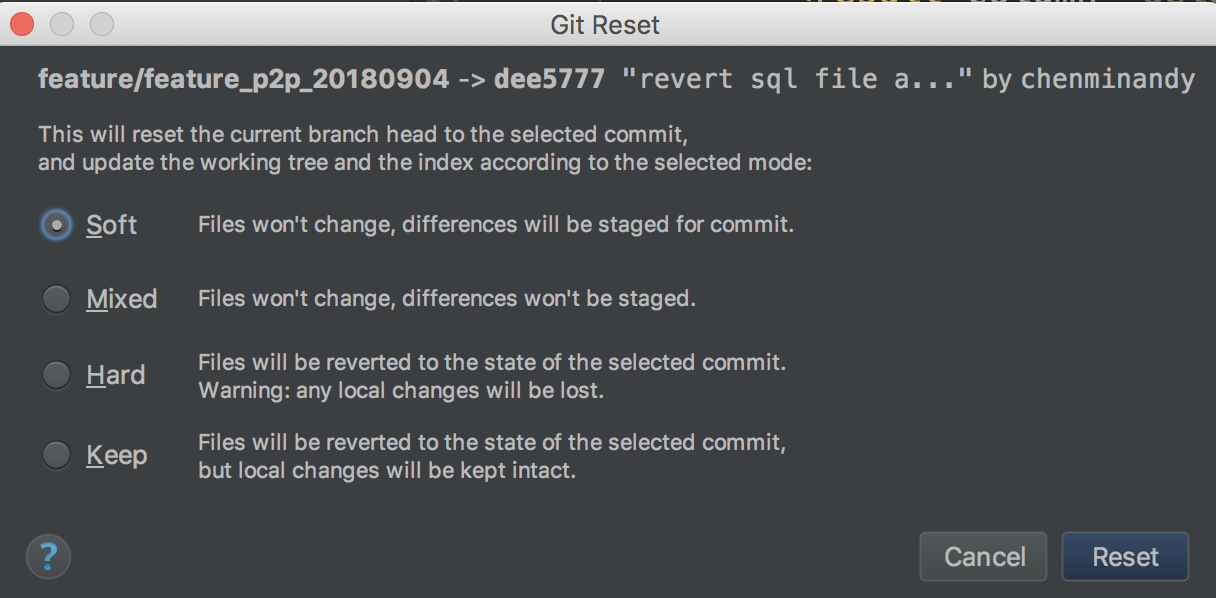 Git Reset
feature/feature_p2p_20180904 -> dee5777 "revert sql file a..." by chenminandy
This will reset the current branch head to the selected commit,
and update the working tree and the index according to the selected mode:
Soft Files won't change, differences will be staged for commit.
Mixed Files won't change, differences won't be staged.
Hard Files will be reverted to the state of the selected commit.
Warning: any local changes will be lost.
Keep Files will be reverted to the state of the selected commit,
but local changes will be kept intact.
? Cancel Reset